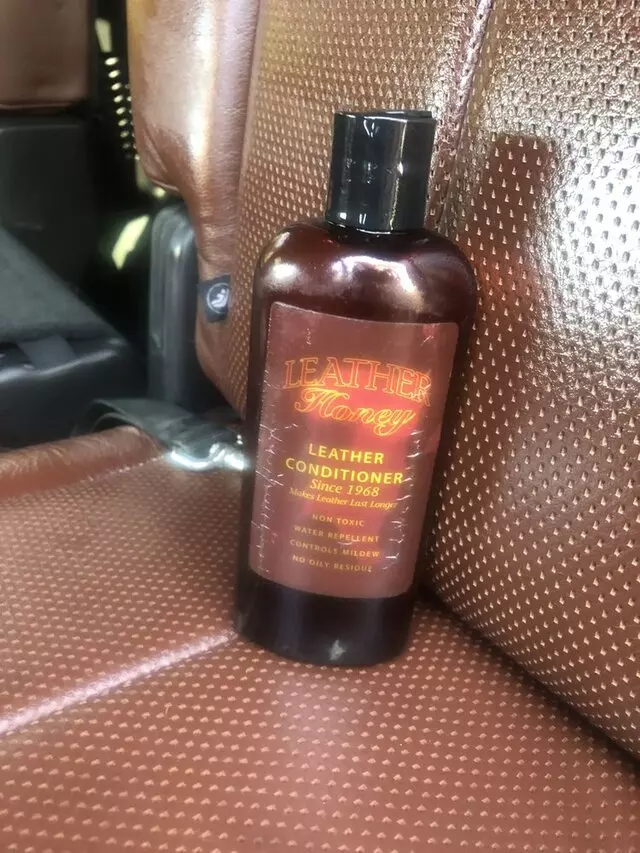 LEATHER
Honey
LEATHER
CONDITIONER
Since 1968
Makes Leather Last Longer
NON TOXIC
WATER REPELLENT
CONTROLS MILDEW
NO OILY RESIDUE